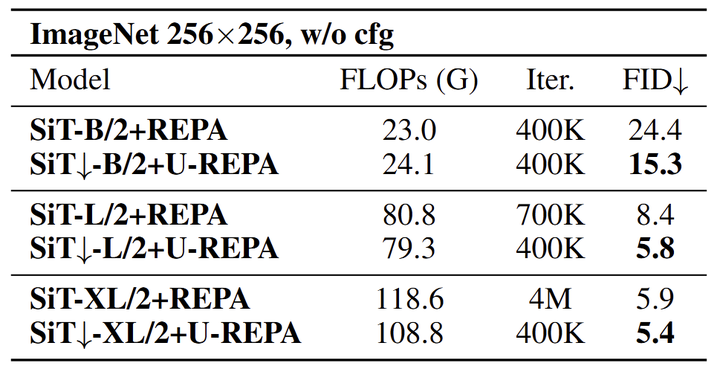 ImageNet 256×256, w/o cfg
Model FLOPs (G) Iter. FID↓
SiT-B/2+REPA 23.0 400K 24.4
SiT↓-B/2+U-REPA 24.1 400K 15.3
SiT-L/2+REPA 80.8 700K 8.4
SiT↓-L/2+U-REPA 79.3 400K 5.8
SiT-XL/2+REPA 118.6 4M 5.9
SiT↓-XL/2+U-REPA 108.8 400K 5.4